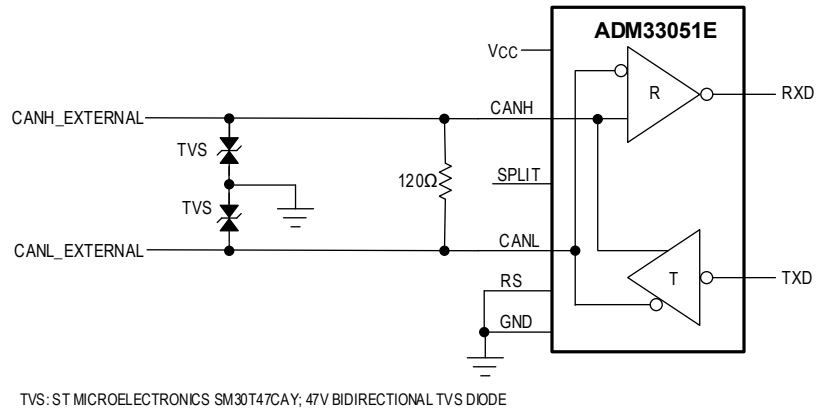 ADM33051E
VCC
R
RXD
CANH_EXTERNAL
CANH
TVS
120Ω
SPLIT
TVS
CANL_EXTERNAL
CANL
RS
T
TXD
GND
TVS: ST MICROELECTRONICS SM30T47CAY; 47V BIDIRECTIONAL TVS DIODE